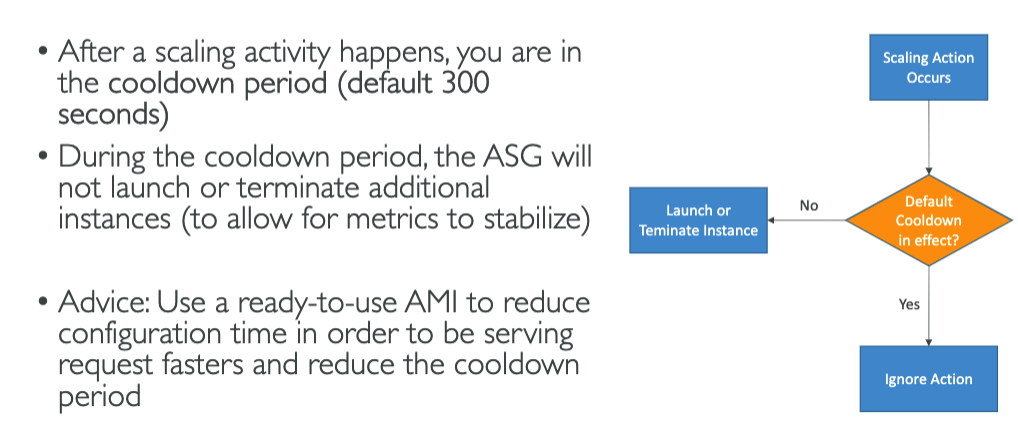 • After a scaling activity happens, you are in
the cooldown period (default 300
seconds)
• During the cooldown period, the ASG will
not launch or terminate additional
instances (to allow for metrics to stabilize)
• Advice: Use a ready-to-use AMI to reduce
configuration time in order to be serving
request fasters and reduce the cooldown
period
Scaling Action
Occurs
Default
Cooldown
in effect?
No
Launch or
Teminate Instance
Yes
Ignore Action